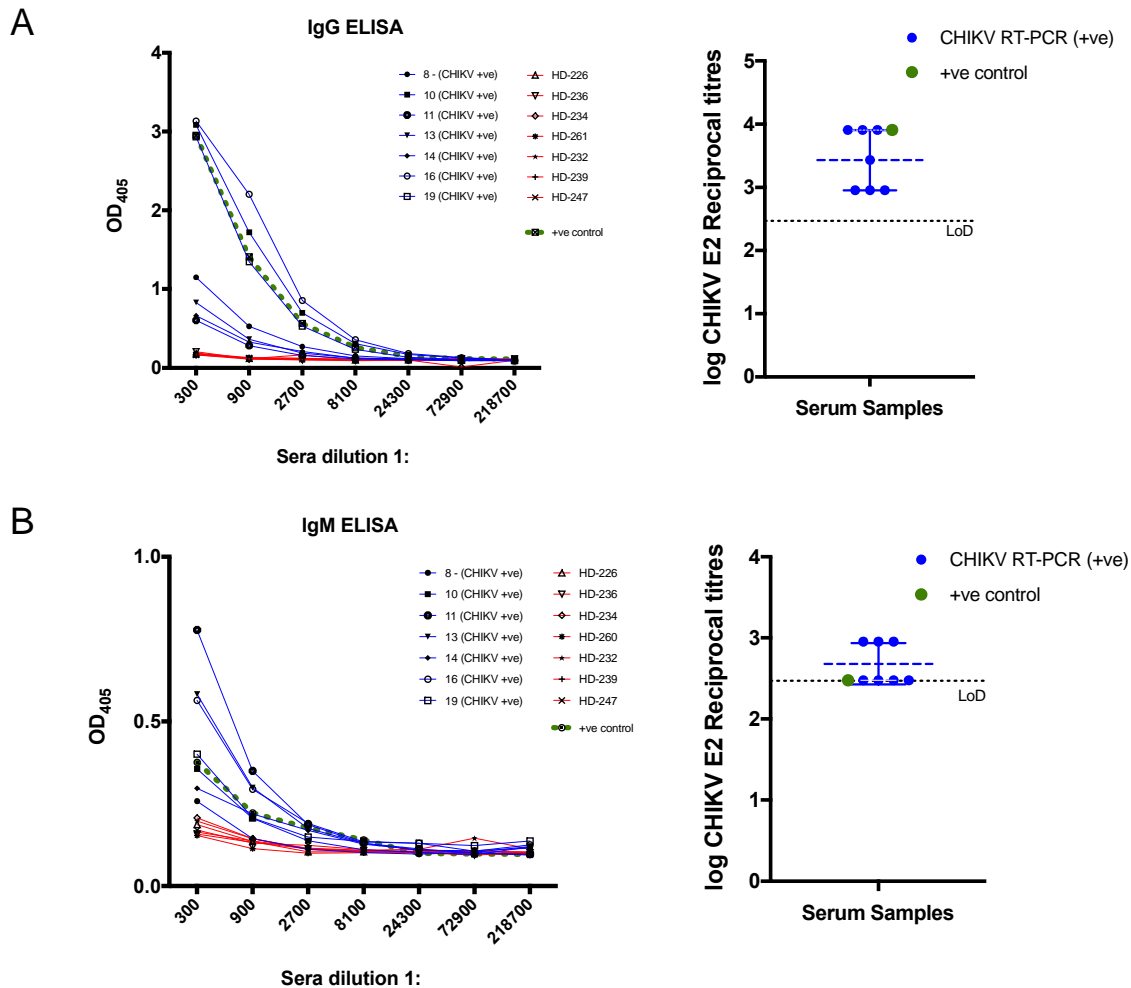 A
IgG ELISA
OD405
4
3
2
1
0
300
900
2700
8100
24300
72900
218700
Sera dilution 1:
8 - (CHIKV +ve)
10 (CHIKV +ve)
11 (CHIKV +ve)
13 (CHIKV +ve)
14 (CHIKV +ve)
16 (CHIKV +ve)
19 (CHIKV +ve)
HD-226
HD-236
HD-234
HD-261
HD-232
HD-239
HD-247
+ve control
CHIKV RT-PCR (+ve)
+ve control
log CHIKV E2 Reciprocal titres
5
4
3
2
1
0
LoD
Serum Samples
B
IgM ELISA
OD405
1.0
0.5
0.0
300
900
2700
8100
24300
72900
218700
Sera dilution 1:
8 - (CHIKV +ve)
10 (CHIKV +ve)
11 (CHIKV +ve)
13 (CHIKV +ve)
14 (CHIKV +ve)
16 (CHIKV +ve)
19 (CHIKV +ve)
HD-226
HD-236
HD-234
HD-260
HD-232
HD-239
HD-247
+ve control
CHIKV RT-PCR (+ve)
+ve control
log CHIKV E2 Reciprocal titres
4
3
2
1
0
LoD
Serum Samples